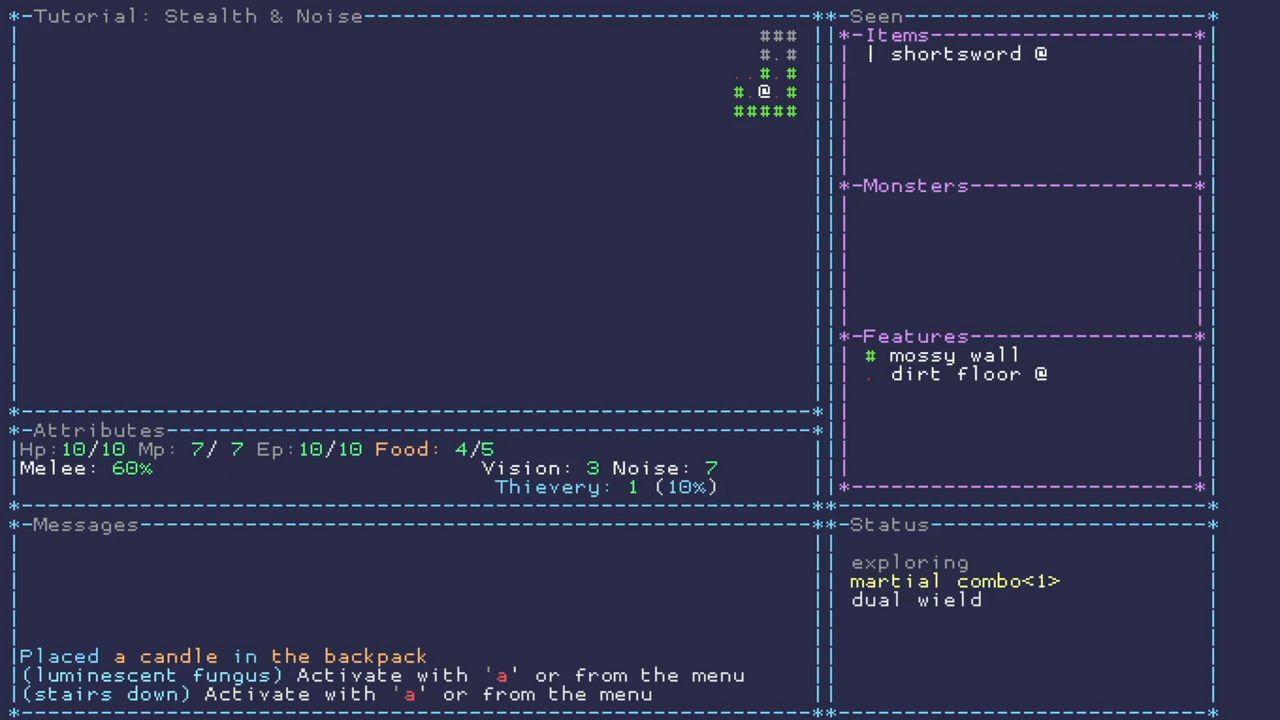 Tutorial: Stealth & Noise
###
#.#
..#.#
#.@.#
#####
Seen
Items
| shortsword @
Monsters
Features
# mossy wall
. dirt floor @
Attributes
Hp:10/10 Mp: 7/ 7 Ep:10/10 Food: 4/5
Melee: 60% Vision: 3 Noise: 7
Thievery: 1 (10%)
Messages
Placed a candle in the backpack
(luminescent fungus) Activate with 'a' or from the menu
(stairs down) Activate with 'a' or from the menu
Status
exploring
martial combo<1>
dual wield